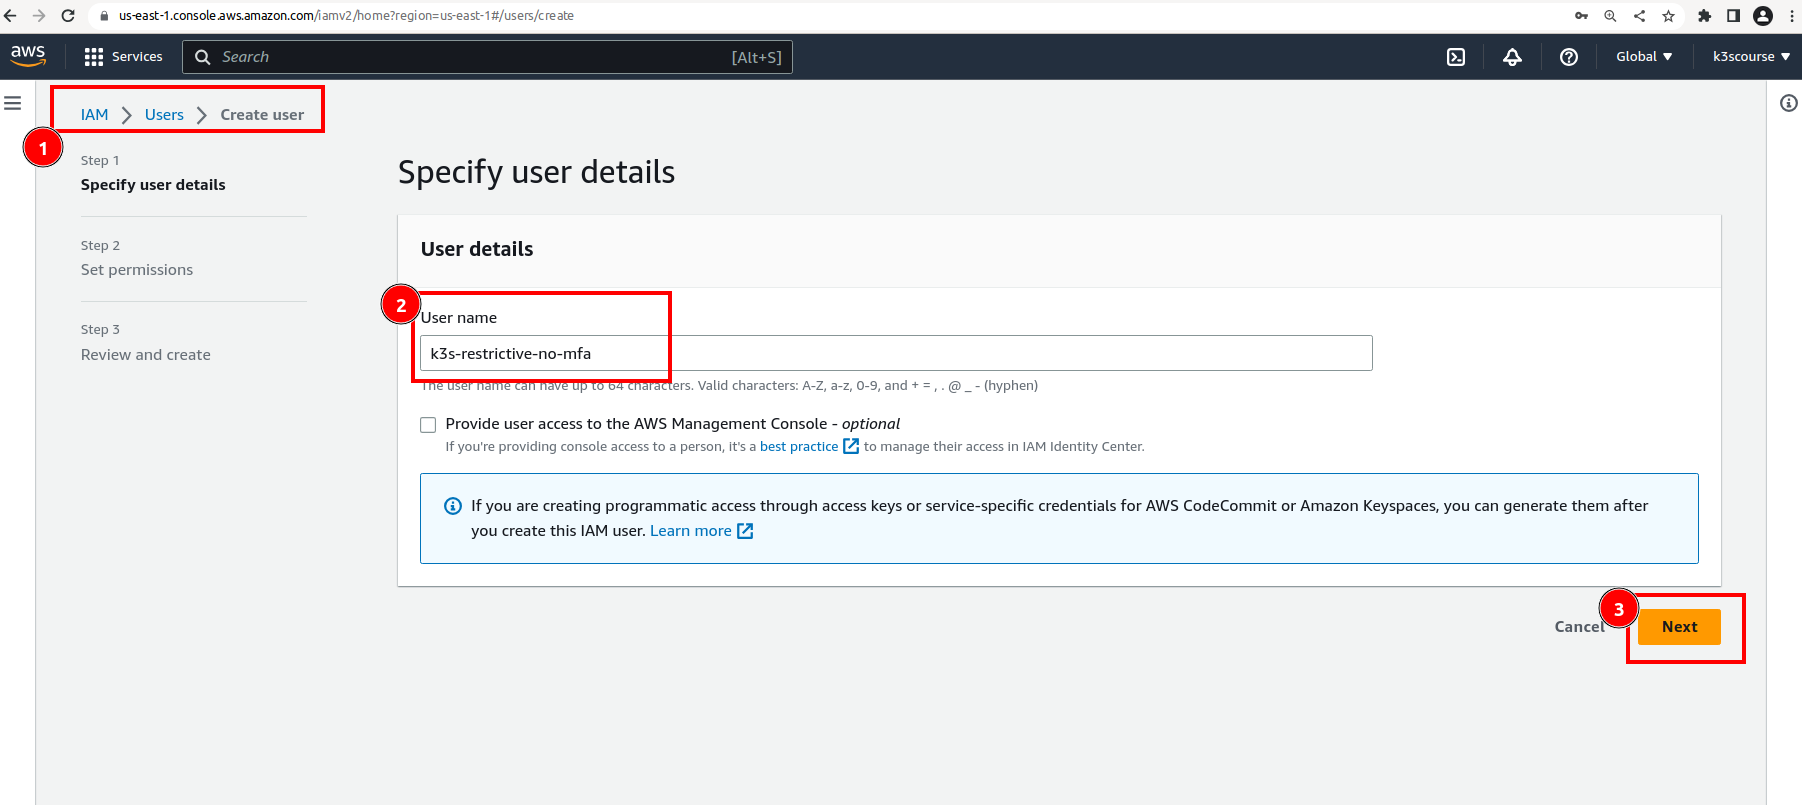 us-east-1.console.aws.amazon.com/iamv2/home?region=us-east-1#/users/create
aws
Services
Search
[Alt+S]
Global
k3scourse
IAM
Users
Create user
1
Step 1
Specify user details
Step 2
Set permissions
Step 3
Review and create
Specify user details
User details
2
User name
k3s-restrictive-no-mfa
The user name can have up to 64 characters. Valid characters: A-Z, a-z, 0-9, and + = , . @ _ - (hyphen)
Provide user access to the AWS Management Console - optional
If you're providing console access to a person, it's a best practice to manage their access in IAM Identity Center.
If you are creating programmatic access through access keys or service-specific credentials for AWS CodeCommit or Amazon Keyspaces, you can generate them after
you create this IAM user. Learn more
Cancel
3
Next